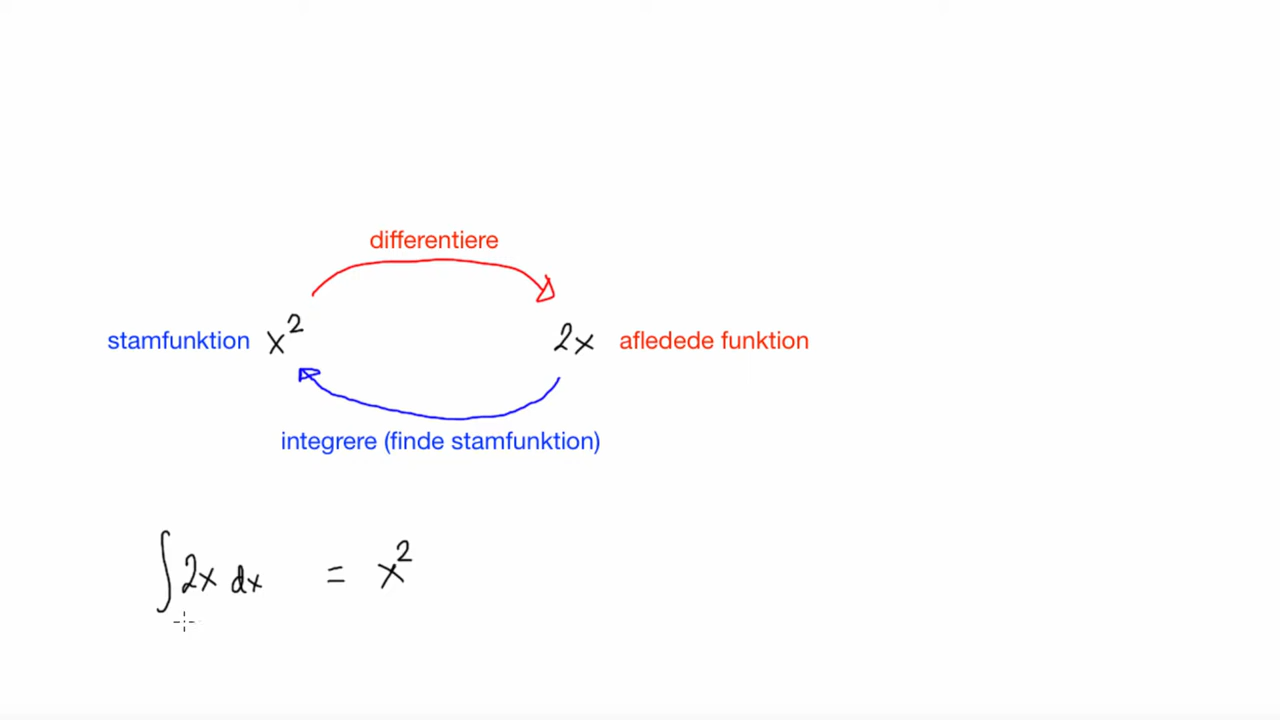 differentiere
stamfunktion x² 2x afledede funktion
integrere (finde stamfunktion)
∫2x dx = x²